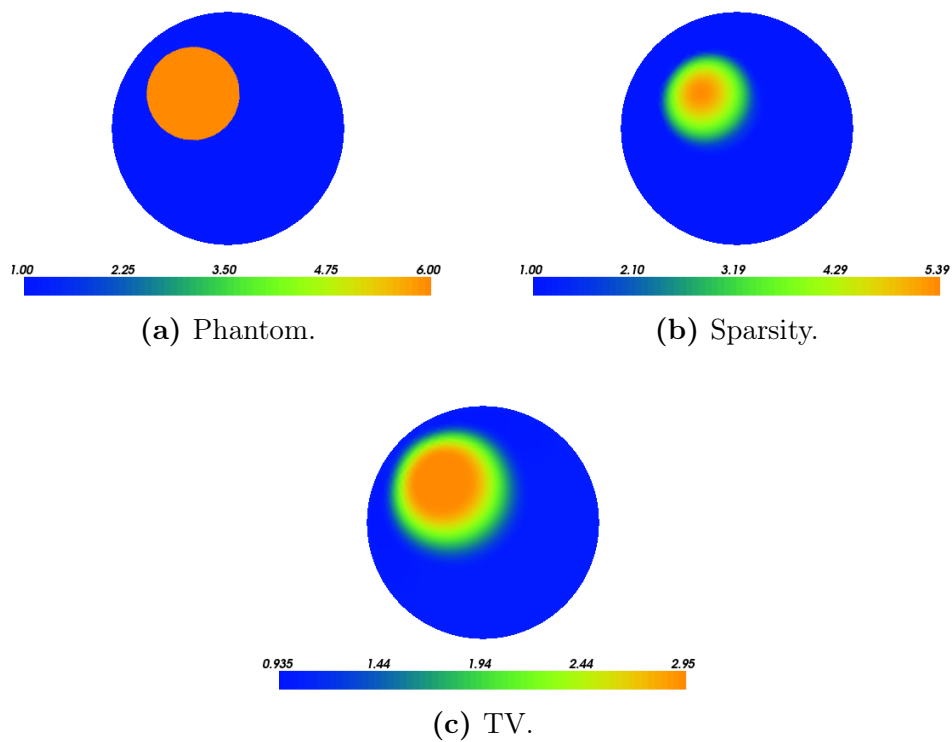 1.00 2.25 3.50 4.75 6.00
(a) Phantom.
1.00 2.10 3.19 4.29 5.39
(b) Sparsity.
0.935 1.44 1.94 2.44 2.95
(c) TV.